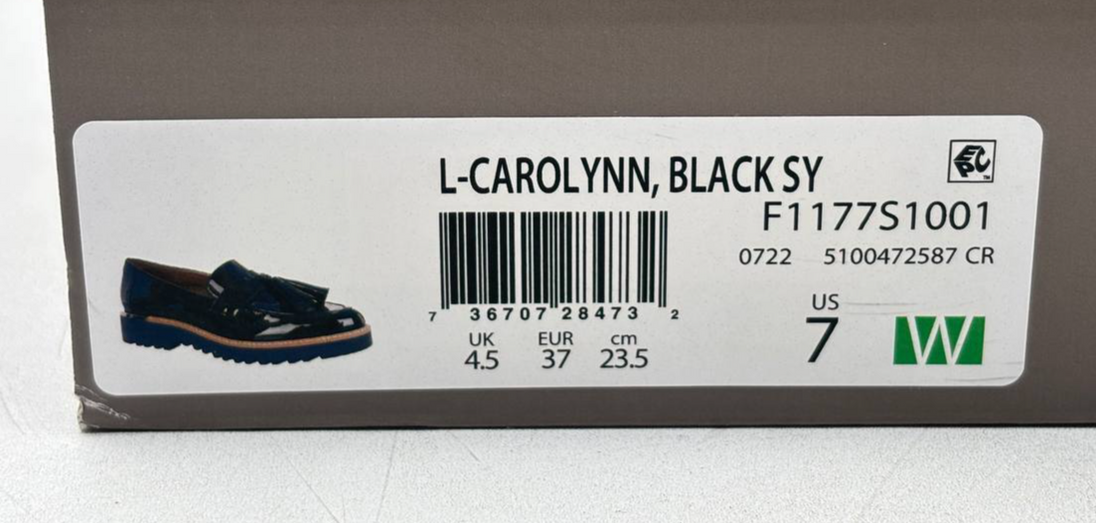 L-CAROLYNN, BLACK SY
EPC™
F1177S1001
0722 5100472587 CR
7 36707 28473 2
UK EUR cm
4.5 37 23.5
US
7 W